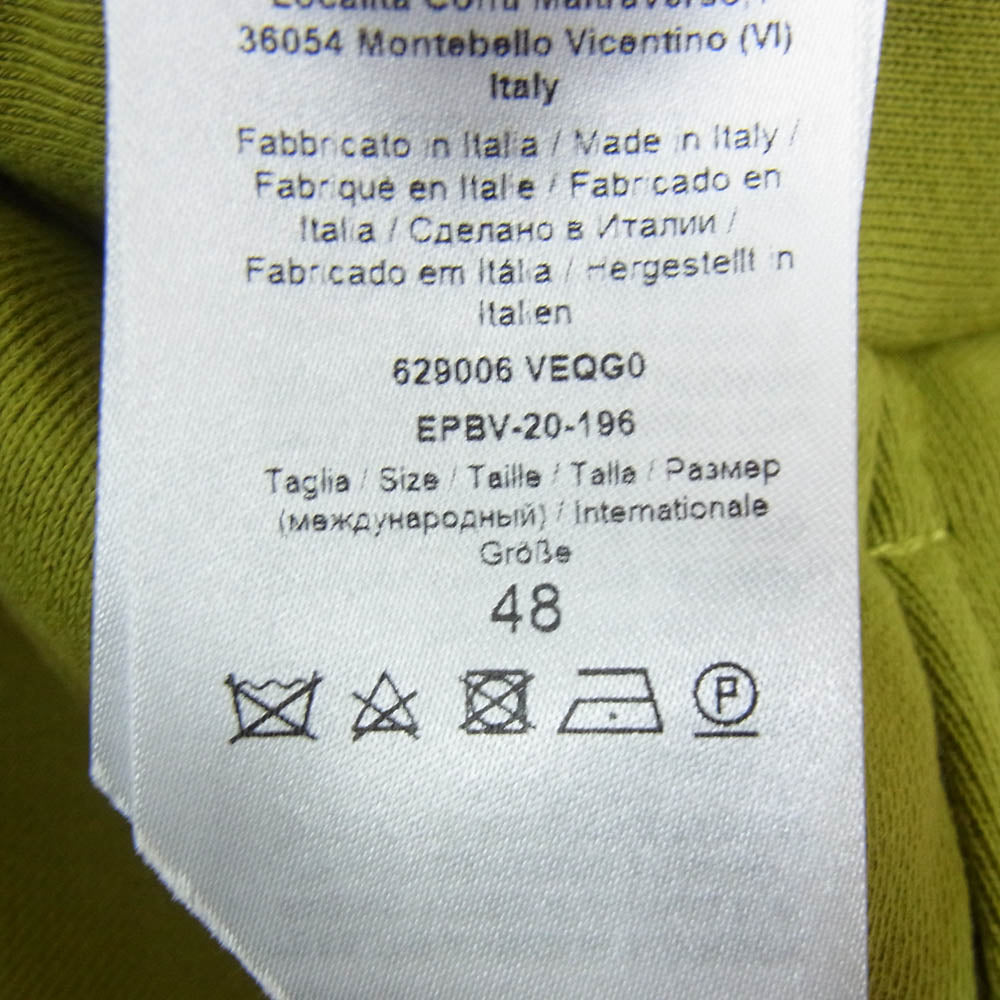 36054 Montebello Vicentino (VI)
Italy
Fabbricato in Italia / Made in Italy /
Fabriqué en Italie / Fabricado en
Italia / Сделано в Италии /
Fabricado em Itália / Hergestellt in
Italien
629006 VEQG0
EPBV-20-196
Taglia / Size / Taille / Talla / Размер
(международный) / Internationale
Größe
48
P